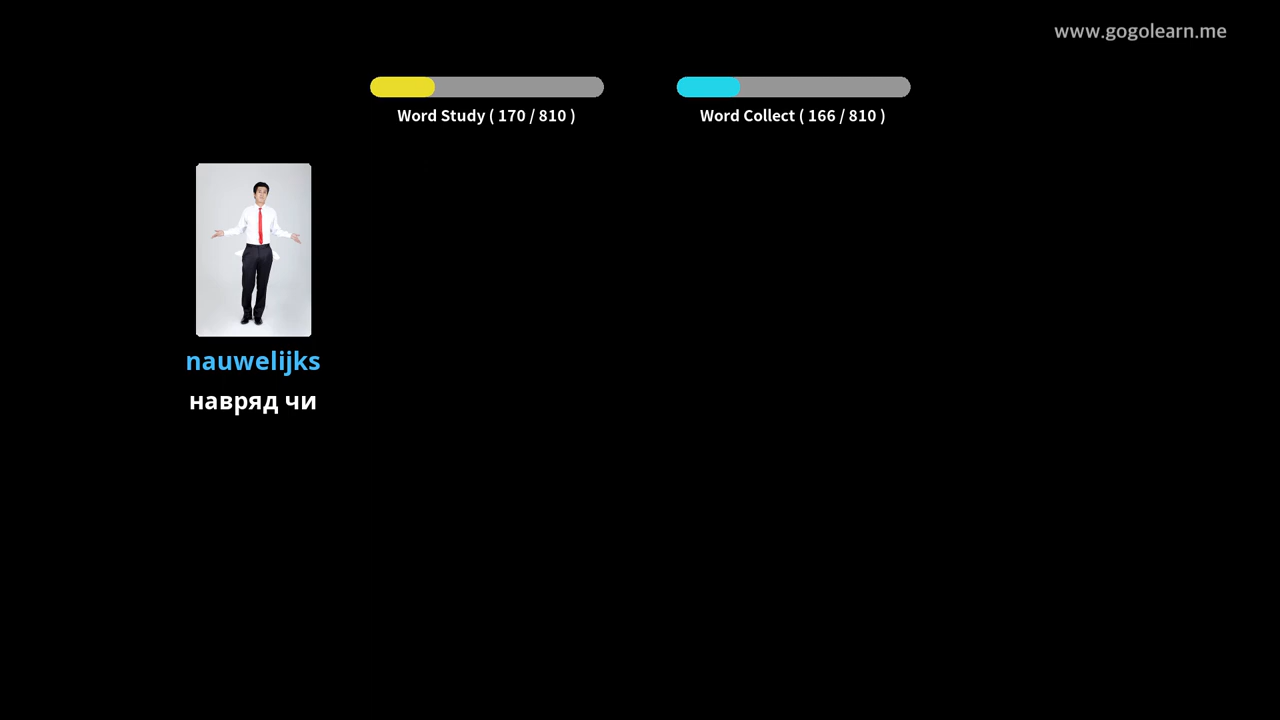 www.gogolearn.me
Word Study ( 170 / 810 )
Word Collect ( 166 / 810 )
nauwelijks
навряд чи